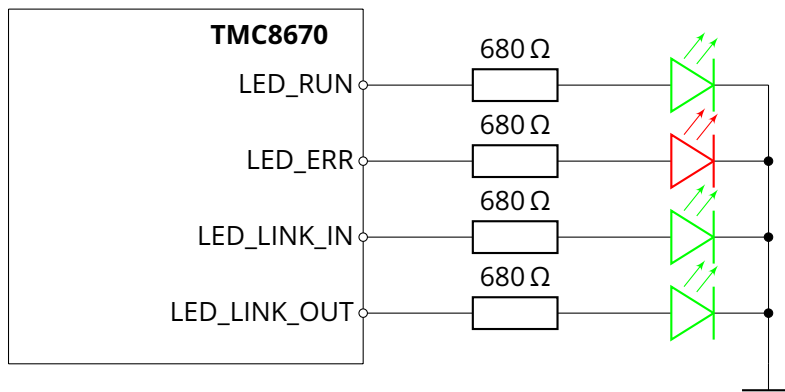 TMC8670
680 Ω
LED_RUN
680 Ω
LED_ERR
680 Ω
LED_LINK_IN
680 Ω
LED_LINK_OUT